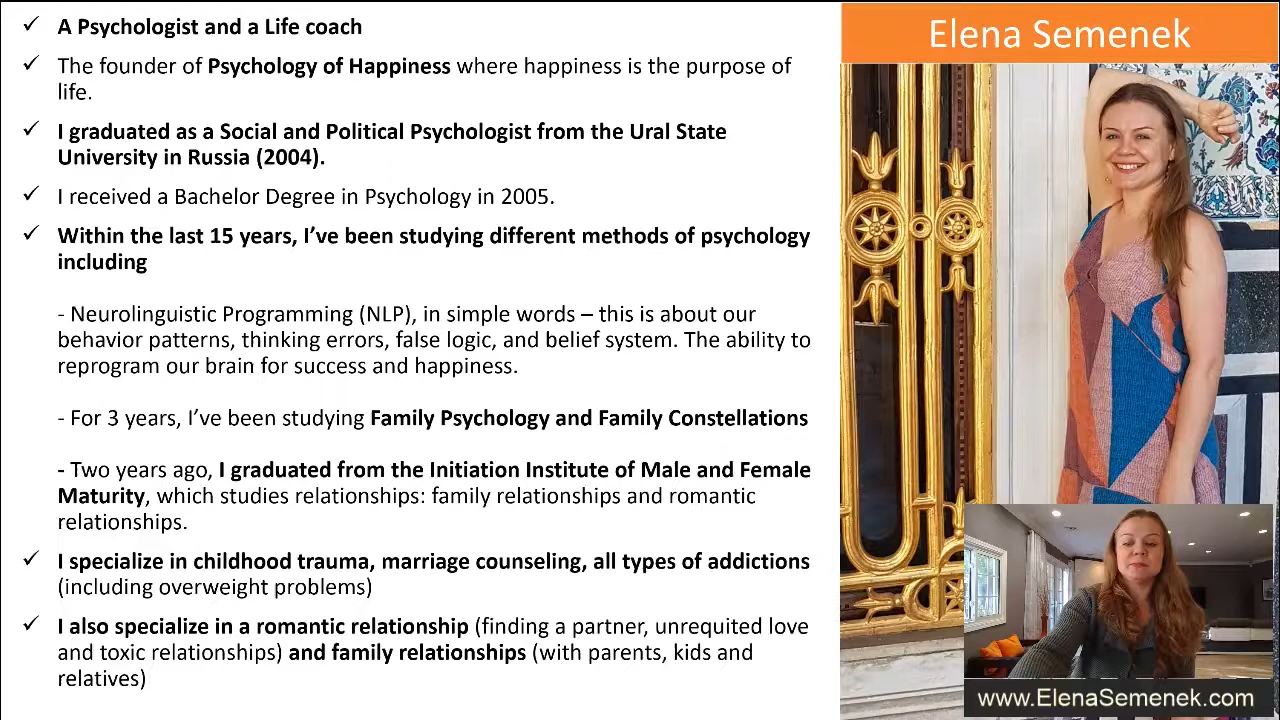 ✓ A Psychologist and a Life coach
✓ The founder of Psychology of Happiness where happiness is the purpose of
life.
✓ I graduated as a Social and Political Psychologist from the Ural State
University in Russia (2004).
✓ I received a Bachelor Degree in Psychology in 2005.
✓ Within the last 15 years, I’ve been studying different methods of psychology
including
- Neurolinguistic Programming (NLP), in simple words – this is about our
behavior patterns, thinking errors, false logic, and belief system. The ability to
reprogram our brain for success and happiness.
- For 3 years, I’ve been studying Family Psychology and Family Constellations
- Two years ago, I graduated from the Initiation Institute of Male and Female
Maturity, which studies relationships: family relationships and romantic
relationships.
✓ I specialize in childhood trauma, marriage counseling, all types of addictions
(including overweight problems)
✓ I also specialize in a romantic relationship (finding a partner, unrequited love
and toxic relationships) and family relationships (with parents, kids and
relatives)
Elena Semenek
www.ElenaSemenek.com